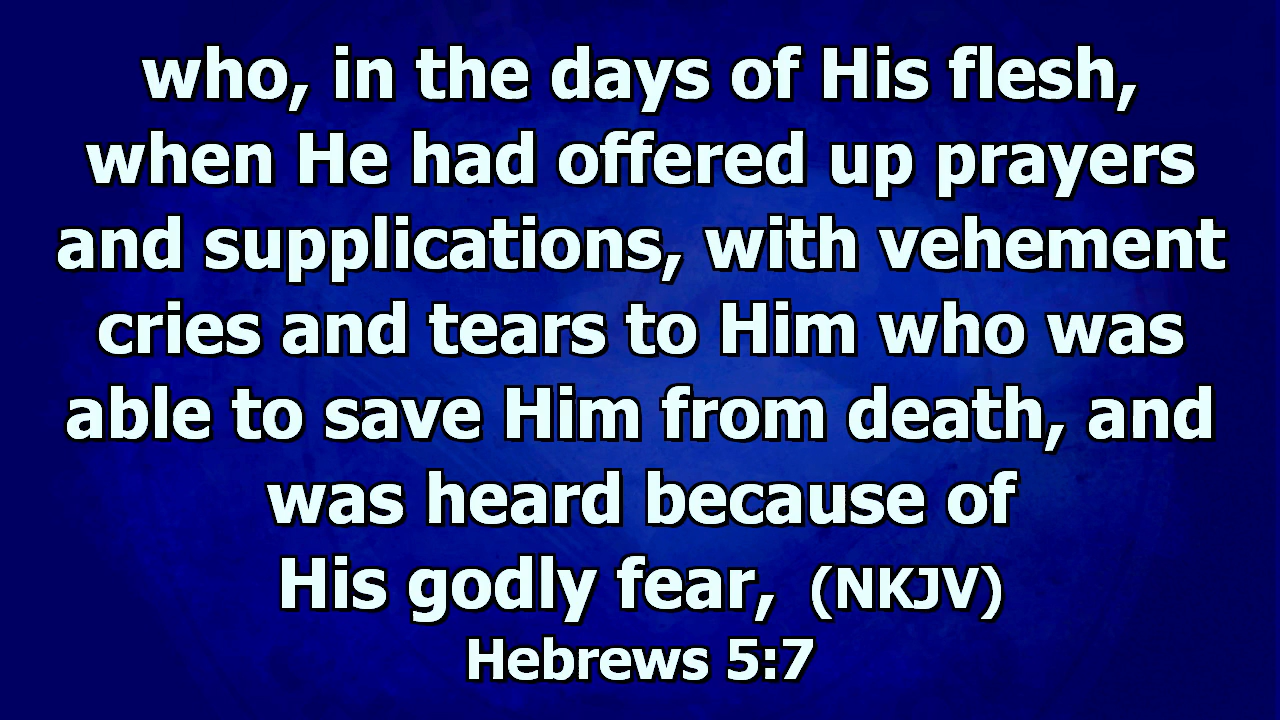 who, in the days of His flesh,
when He had offered up prayers
and supplications, with vehement
cries and tears to Him who was
able to save Him from death, and
was heard because of
His godly fear, (NKJV)
Hebrews 5:7